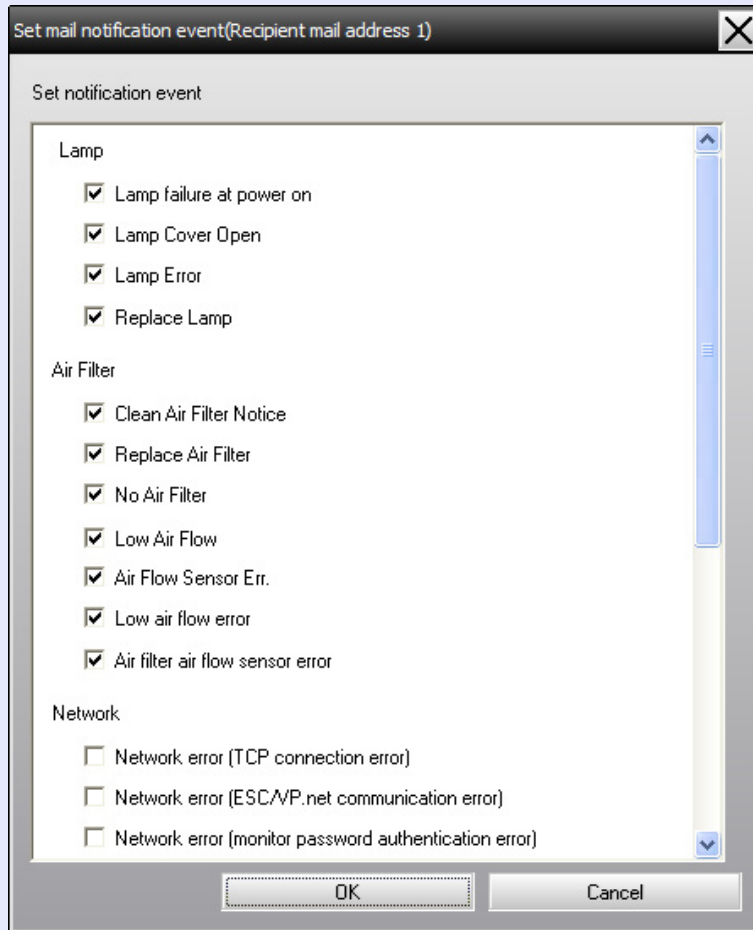 Set mail notification event(Recipient mail address 1)
Set notification event
Lamp
Lamp failure at power on
Lamp Cover Open
Lamp Error
Replace Lamp
Air Filter
Clean Air Filter Notice
Replace Air Filter
No Air Filter
Low Air Flow
Air Flow Sensor Err.
Low air flow error
Air filter air flow sensor error
Network
Network error (TCP connection error)
Network error (ESC/VP.net communication error)
Network error (monitor password authentication error)
OK
Cancel